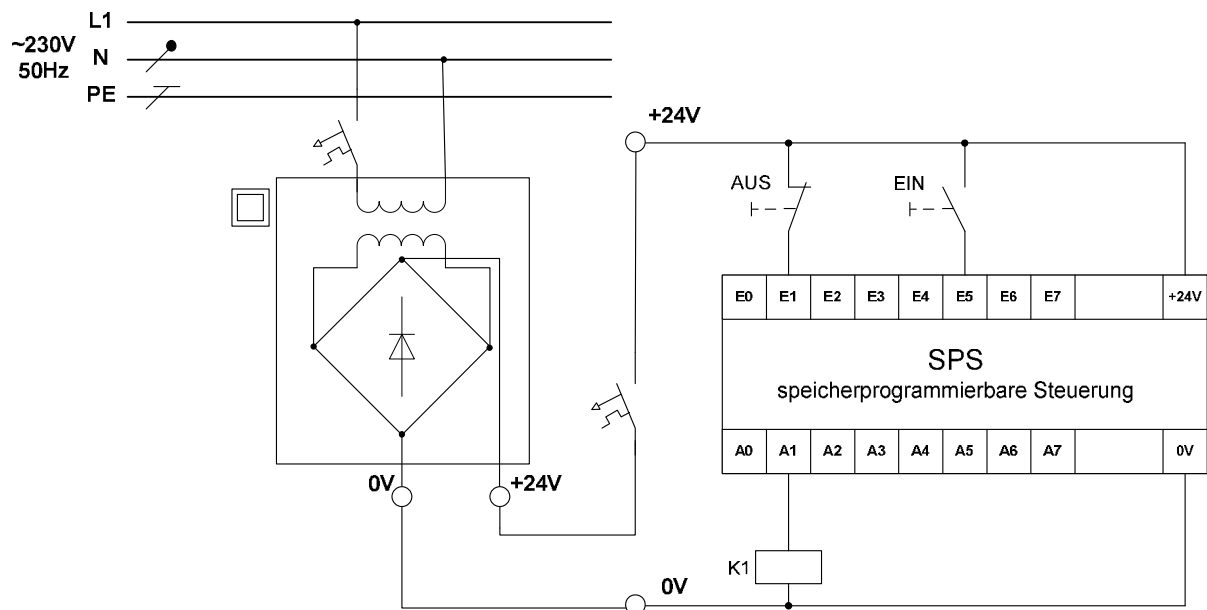 L1
~230V
50Hz
N
PE
+24V
AUS
EIN
E0 E1 E2 E3 E4 E5 E6 E7 +24V
SPS
speicherprogrammierbare Steuerung
A0 A1 A2 A3 A4 A5 A6 A7 0V
0V
+24V
K1
0V